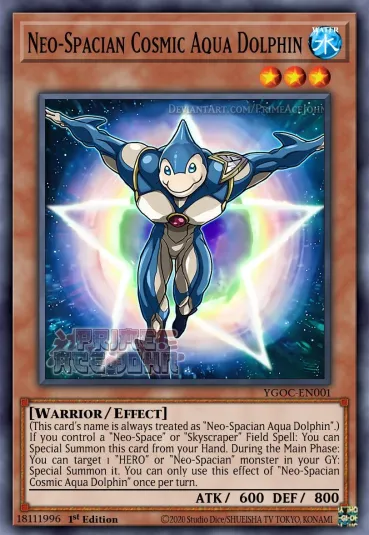 Neo-Spacian Cosmic Aqua Dolphin
WATER
水
DeviantArt.com/PrimeAceJohn
PRIME
ACEJOHN
YGOC-EN001
[Warrior/Effect]
(This card's name is always treated as "Neo-Spacian Aqua Dolphin".)
If you control a "Neo-Space" or "Skyscraper" Field Spell: You can
Special Summon this card from your Hand. During the Main Phase:
You can target 1 "HERO" or "Neo-Spacian" monster in your GY:
Special Summon it. You can only use this effect of "Neo-Spacian
Cosmic Aqua Dolphin" once per turn.
ATK / 600 DEF / 800
18111996 1st Edition ©2020 Studio Dice/SHUEISHA TV TOKYO, KONAMI